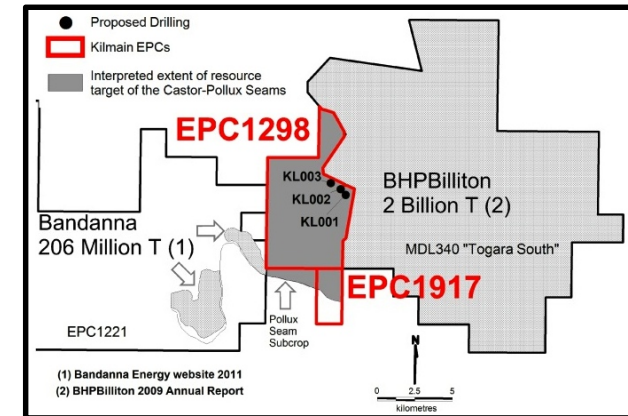 Proposed Drilling
Kilmain EPCs
Interpreted extent of resource
target of the Castor-Pollux Seams
EPC1298
KL003
KL002
KL001
BHPBilliton
2 Billion T (2)
MDL340 "Togara South"
Bandanna
206 Million T (1)
EPC1917
Pollux
Seam
Subcrop
EPC1221
N
(1) Bandanna Energy website 2011
(2) BHPBilliton 2009 Annual Report
0 2.5 5
kilometres